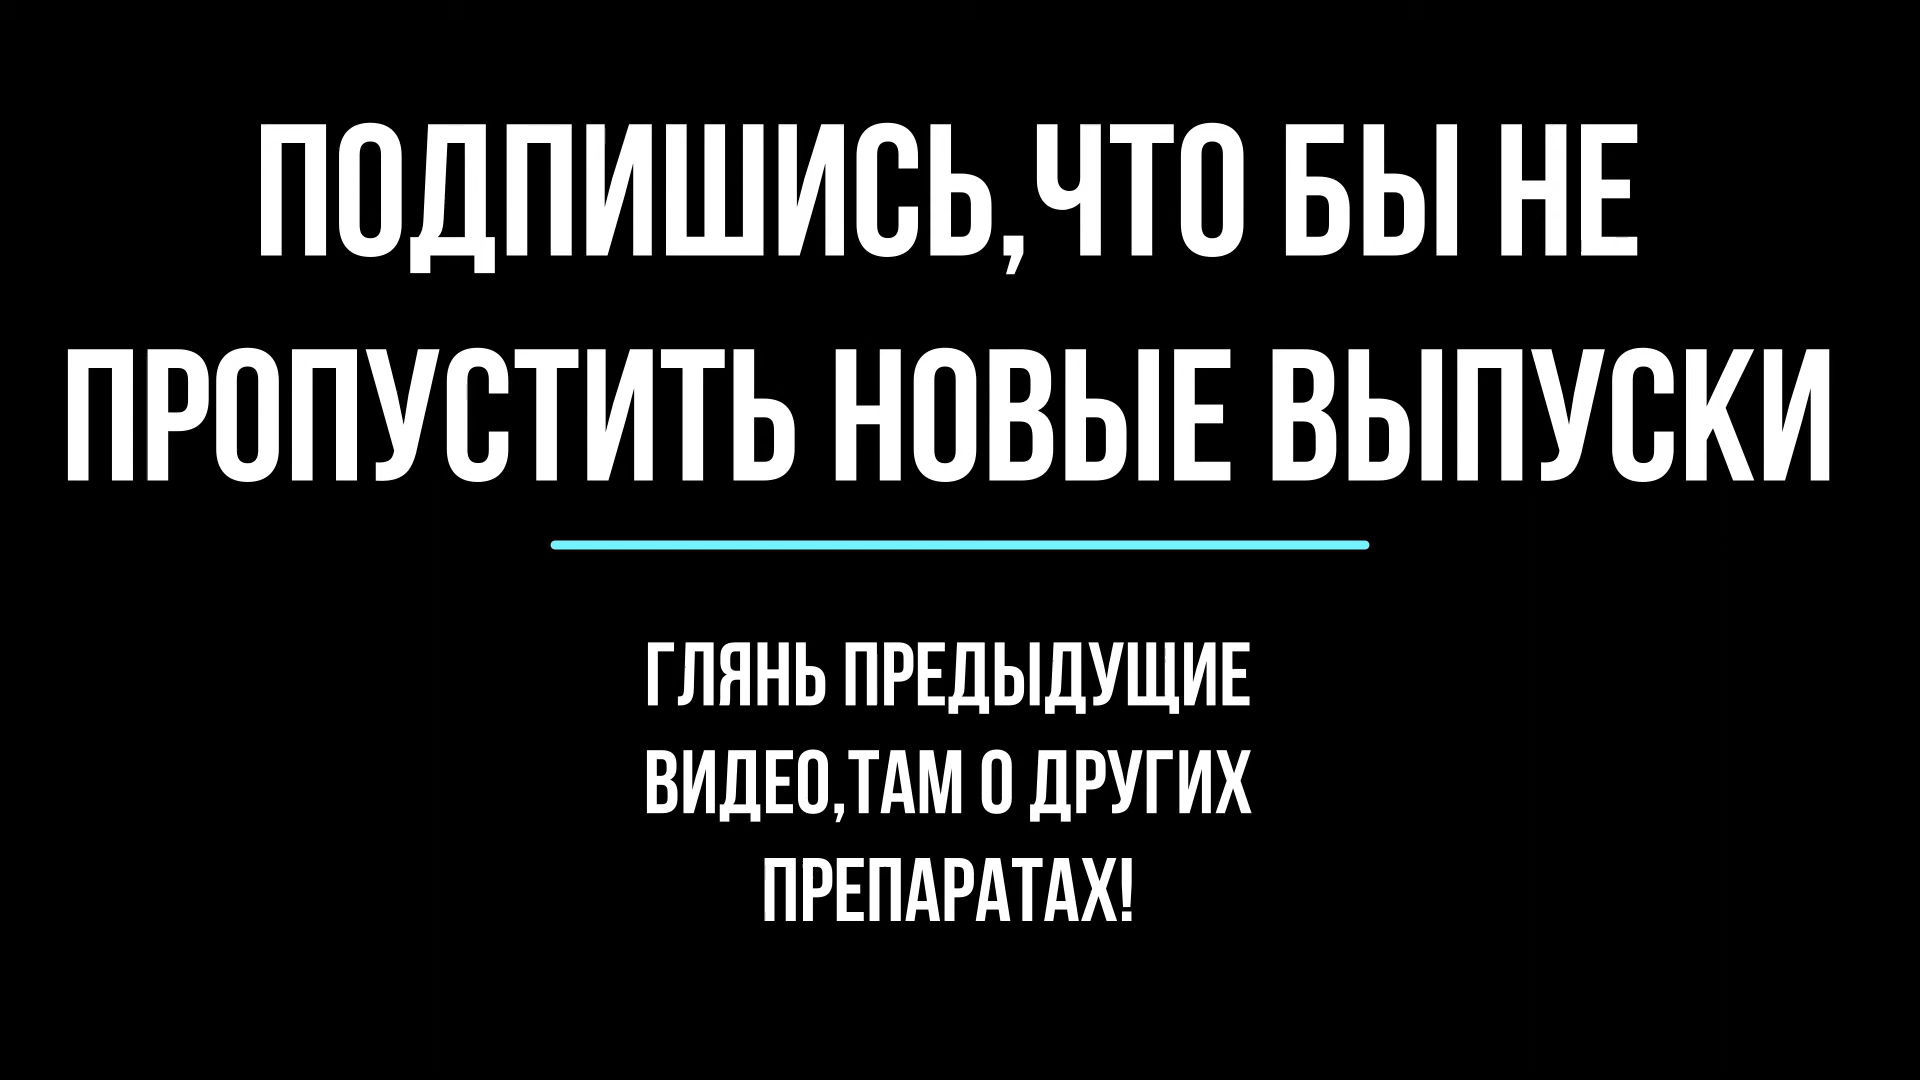 ПОДПИШИСЬ,ЧТО БЫ НЕ
ПРОПУСТИТЬ НОВЫЕ ВЫПУСКИ
ГЛЯНЬ ПРЕДЫДУЩИЕ
ВИДЕО,ТАМ О ДРУГИХ
ПРЕПАРАТАХ!